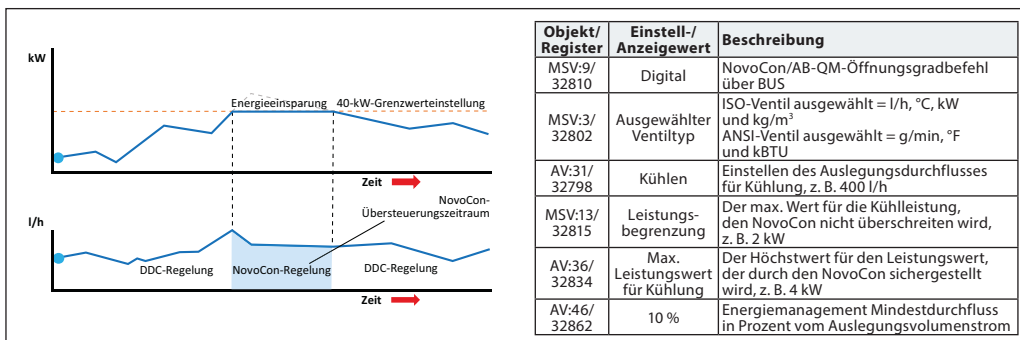 kW
Energieeinsparung 40-kW-Grenzwerteinstellung
Zeit
NovoCon-
Übersteuerungszeitraum
l/h
DDC-Regelung NovoCon-Regelung DDC-Regelung
Zeit
Objekt/
Register
Einstell-/
Anzeigewert
Beschreibung
MSV:9/
32810
Digital
NovoCon/AB-QM-Öffnungsgradbefehl
über BUS
MSV:3/
32802
Ausgewählter
Ventiltyp
ISO-Ventil ausgewählt = l/h, °C, kW
und kg/m³
ANSI-Ventil ausgewählt = g/min, °F
und kBTU
AV:31/
32798
Kühlen
Einstellen des Auslegungsdurchflusses
für Kühlung, z. B. 400 l/h
MSV:13/
32815
Leistungs-
begrenzung
Der max. Wert für die Kühlleistung,
den NovoCon nicht überschreiten wird,
z. B. 2 kW
AV:36/
32834
Max.
Leistungswert
für Kühlung
Der Höchstwert für den Leistungswert,
der durch den NovoCon sichergestellt
wird, z. B. 4 kW
AV:46/
32862
10 %
Energiemanagement Mindestdurchfluss
in Prozent vom Auslegungsvolumenstrom